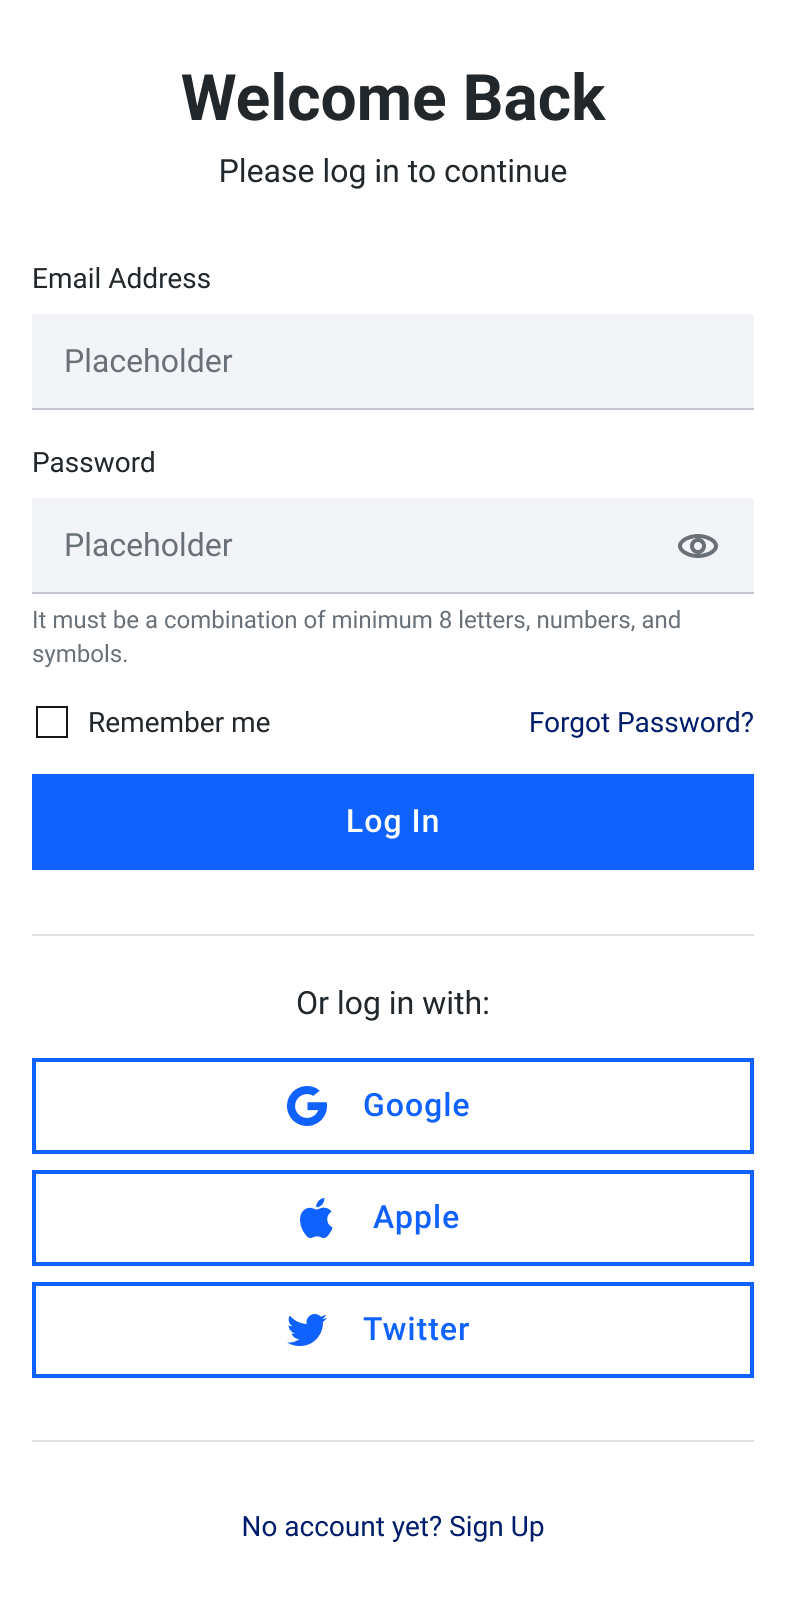 Welcome Back
Please log in to continue
Email Address
Placeholder
Password
Placeholder
It must be a combination of minimum 8 letters, numbers, and
symbols.
Remember me
Forgot Password?
Log In
Or log in with:
Google
Apple
Twitter
No account yet? Sign Up